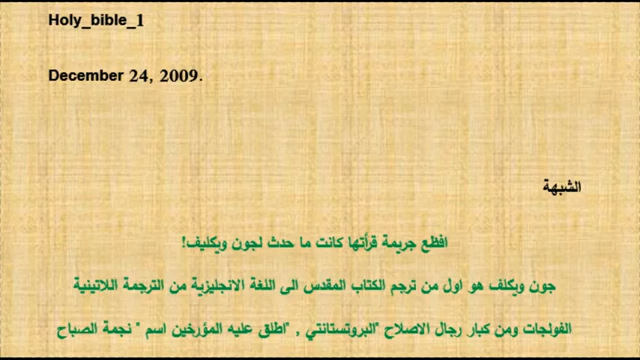 Holy_bible_1
December 24, 2009.
الشبهة
افظع جريمة قرأتها كانت ما حدث لجون ويكليف!
جون ويكلف هو اول من ترجم الكتاب المقدس الى اللغة الانجليزية من الترجمة اللاتينية
الفولجات ومن كبار رجال الاصلاح "البروتستانتي , "اطلق عليه المؤرخين اسم " نجمة الصباح